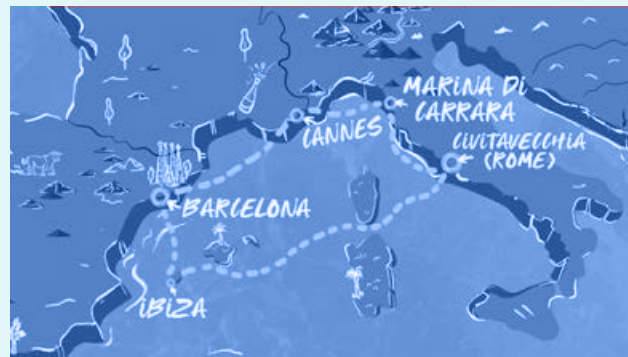 MARINA DI
CARRARA
CANNES
CIVITAVECCHIA
(ROME)
BARCELONA
IBIZA